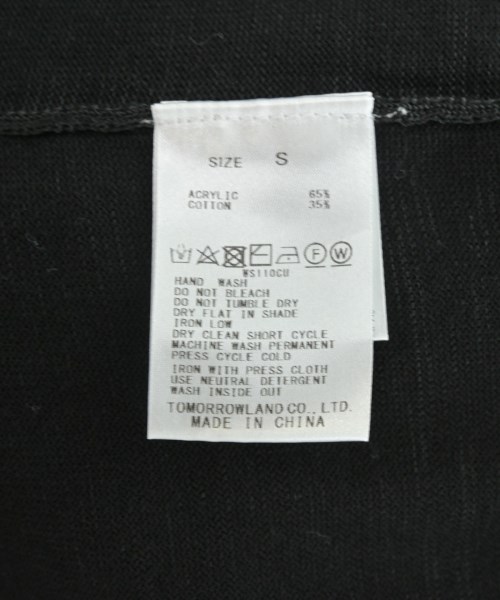 SIZE S
ACRYLIC 65%
COTTON 35%
F W
WS110CU
HAND WASH
DO NOT BLEACH
DO NOT TUMBLE DRY
DRY FLAT IN SHADE
IRON LOW
DRY CLEAN SHORT CYCLE
MACHINE WASH PERMANENT
PRESS CYCLE COLD
IRON WITH PRESS CLOTH
USE NEUTRAL DETERGENT
WASH INSIDE OUT
TOMORROWLAND CO., LTD.
MADE IN CHINA